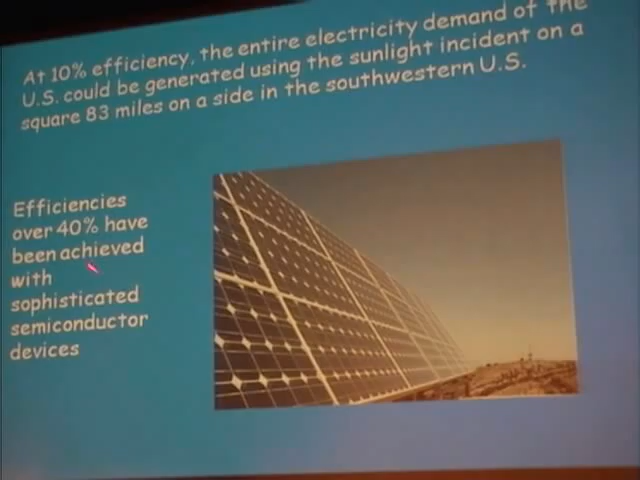 At 10% efficiency, the entire electricity demand of the
U.S. could be generated using the sunlight incident on a
square 83 miles on a side in the southwestern U.S.
Efficiencies
over 40% have
been achieved
with
sophisticated
semiconductor
devices